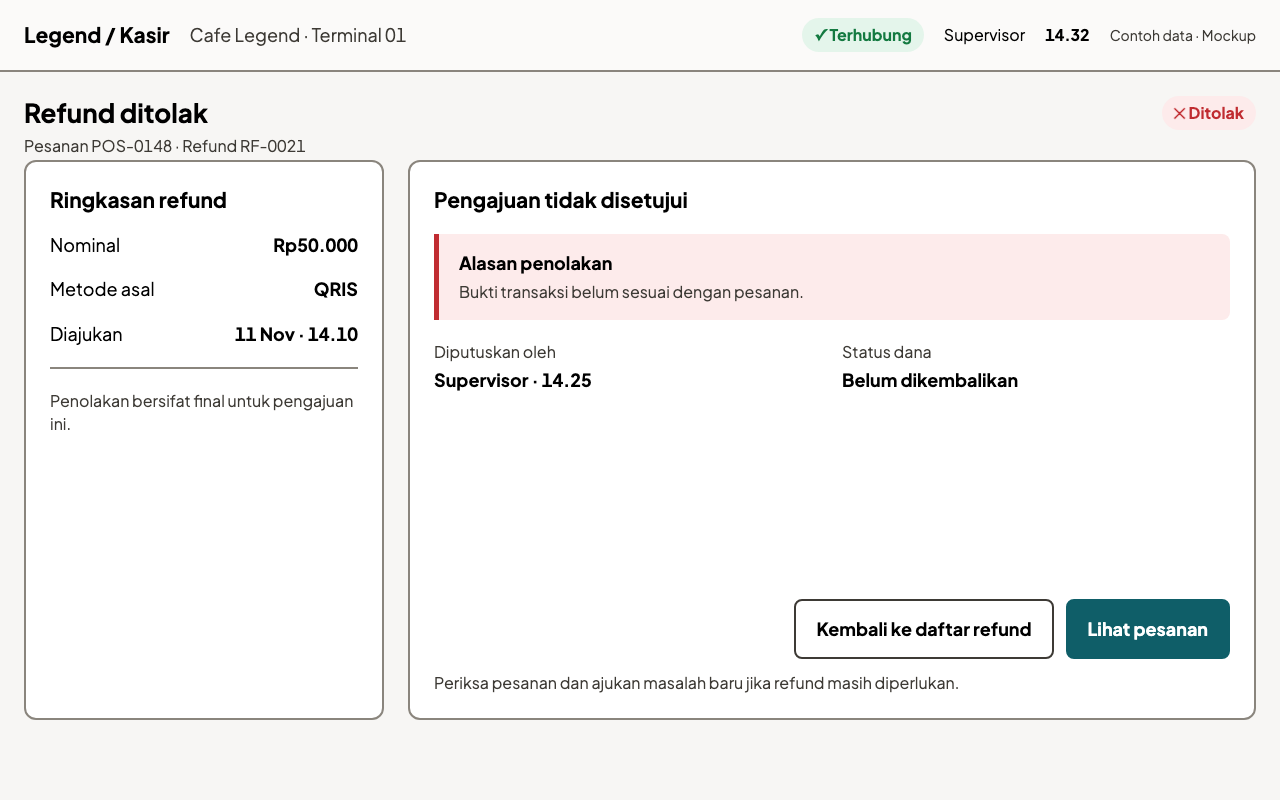 Legend / Kasir
Cafe Legend · Terminal 01
✓Terhubung
Supervisor
14.32
Contoh data · Mockup
Refund ditolak
×Ditolak
Pesanan POS-0148 · Refund RF-0021
Ringkasan refund
Nominal Rp50.000
Metode asal QRIS
Diajukan 11 Nov · 14.10
Penolakan bersifat final untuk pengajuan
ini.
Pengajuan tidak disetujui
Alasan penolakan
Bukti transaksi belum sesuai dengan pesanan.
Diputuskan oleh
Supervisor · 14.25
Status dana
Belum dikembalikan
Kembali ke daftar refund
Lihat pesanan
Periksa pesanan dan ajukan masalah baru jika refund masih diperlukan.